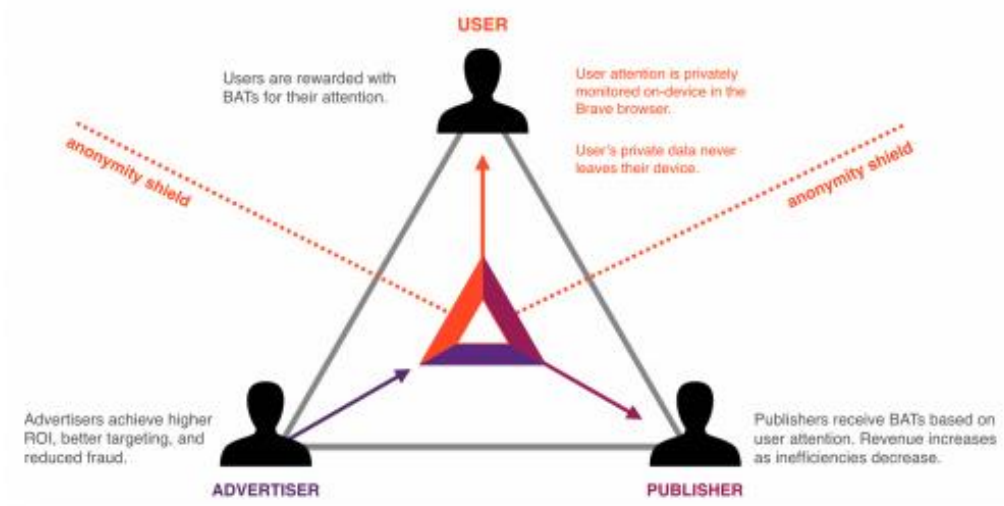 USER
Users are rewarded with
BATs for their attention.
User attention is privately
monitored on-device in the
Brave browser.
User's private data never
leaves their device.
anonymity shield
anonymity shield
Advertisers achieve higher
ROI, better targeting, and
reduced fraud.
ADVERTISER
Publishers receive BATs based on
user attention. Revenue increases
as inefficiencies decrease.
PUBLISHER